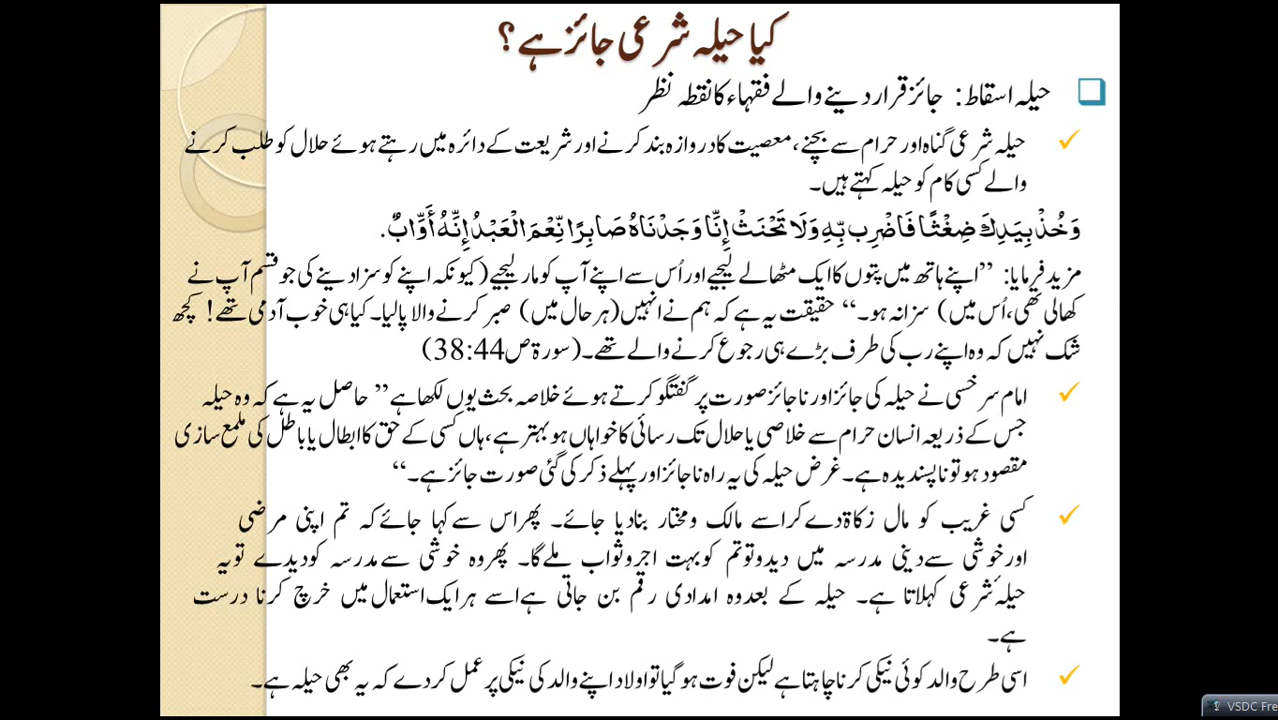 کیا حیلہ شرعی جائز ہے؟
حیلہ اسقاط: جائز قرار دینے والے فقہاء کا نقطہ نظر
حیلہ شرعی گناہ اور حرام سے بچنے، معصیت کا دروازہ بند کرنے اور شریعت کے دائرہ میں رہتے ہوئے حلال کو طلب کرنے
والے کسی کام کو حیلہ کہتے ہیں۔
وَخُذْ بِيَدِكَ ضِغْثًا فَاضْرِب بِّهِ وَلَا تَحْنَثْ إِنَّا وَجَدْنَاهُ صَابِرًا نِّعْمَ الْعَبْدُ إِنَّهُ أَوَّابٌ.
مزید فرمایا: ”اپنے ہاتھ میں پتوں کا ایک مٹھا لے لیجیے اور اُس سے اپنے آپ کو مار لیجیے (کیونکہ اپنے کو سزا دینے کی جو قسم آپ نے
کھا لی تھی، اُس میں) سزا نہ ہو۔“ حقیقت یہ ہے کہ ہم نے انہیں (ہر حال میں) صبر کرنے والا پا لیا۔ کیا ہی خوب آدمی تھے! کچھ
شک نہیں کہ وہ اپنے رب کی طرف بڑے ہی رجوع کرنے والے تھے۔ (سورۃ ص 38:44)
امام سرخسی نے حیلہ کی جائز اور ناجائز صورت پر گفتگو کرتے ہوئے خلاصہ بحث یوں لکھا ہے ”حاصل یہ ہے کہ وہ حیلہ
جس کے ذریعہ انسان حرام سے خلاصی یا حلال تک رسائی کا خواہاں ہو بہتر ہے، ہاں کسی کے حق کا ابطال یا باطل کی ملمع سازی
مقصود ہو تو ناپسندیدہ ہے۔ غرض حیلہ کی یہ راہ ناجائز اور پہلے ذکر کی گئی صورت جائز ہے۔“
کسی غریب کو مال زکاۃ دے کر اسے مالک و مختار بنا دیا جائے۔ پھر اس سے کہا جائے کہ تم اپنی مرضی
اور خوشی سے دینی مدرسہ میں دیدو تو تم کو بہت اجر و ثواب ملے گا۔ پھر وہ خوشی سے مدرسہ کو دیدے تو یہ
حیلۂ شرعی کہلاتا ہے۔ حیلہ کے بعد وہ امدادی رقم بن جاتی ہے اسے ہر ایک استعمال میں خرچ کرنا درست
ہے۔
اسی طرح والد کوئی نیکی کرنا چاہتا ہے لیکن فوت ہو گیا تو اولاد اپنے والد کی نیکی پر عمل کر دے کہ یہ بھی حیلہ ہے۔
VSDC Fre